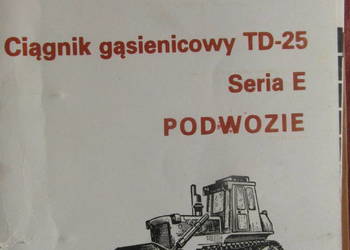 Ciągnik gąsienicowy TD-25
Seria E
PODWOZIE